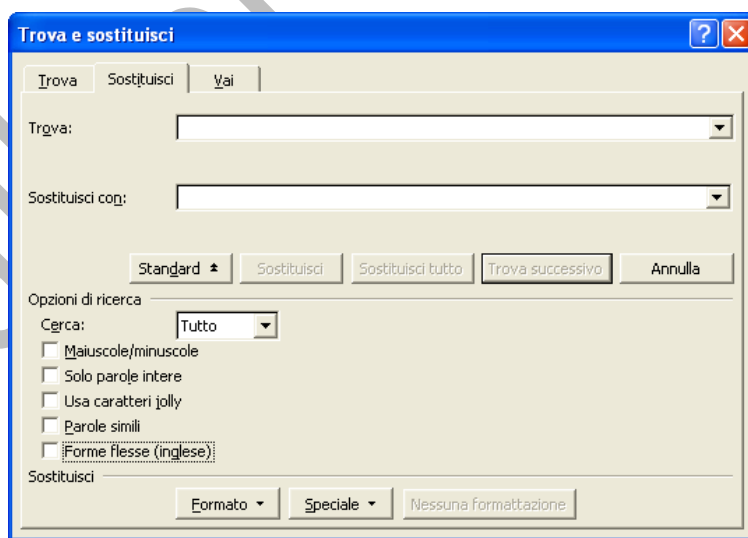 Trova e sostituisci
Trova Sostituisci Vai
Trova:
Sostituisci con:
Standard Sostituisci Sostituisci tutto Trova successivo Annulla
Opzioni di ricerca
Cerca: Tutto
Maiuscole/minuscole
Solo parole intere
Usa caratteri jolly
Parole simili
Forme flesse (inglese)
Sostituisci
Formato Speciale Nessuna formattazione